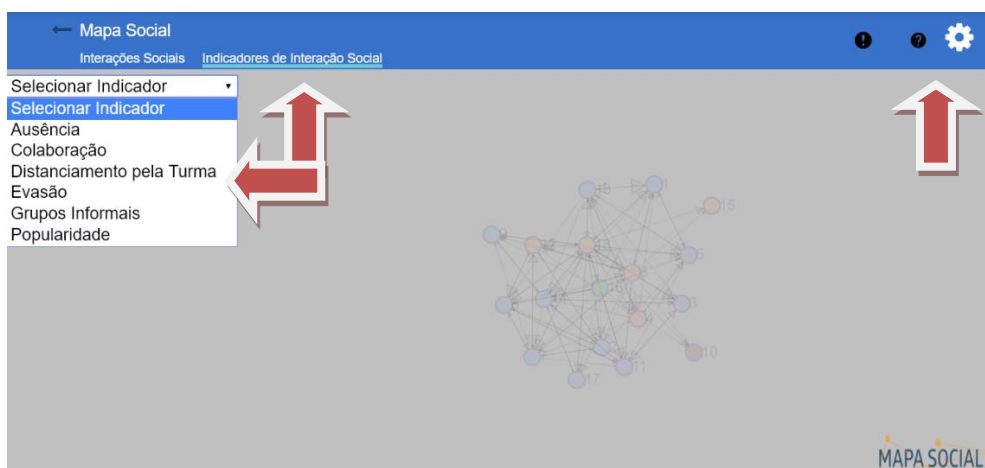 Mapa Social
Interações Sociais Indicadores de Interação Social
Selecionar Indicador
Selecionar Indicador
Ausência
Colaboração
Distanciamento pela Turma
Evasão
Grupos Informais
Popularidade
15
10
11
17
MAPA SOCIAL